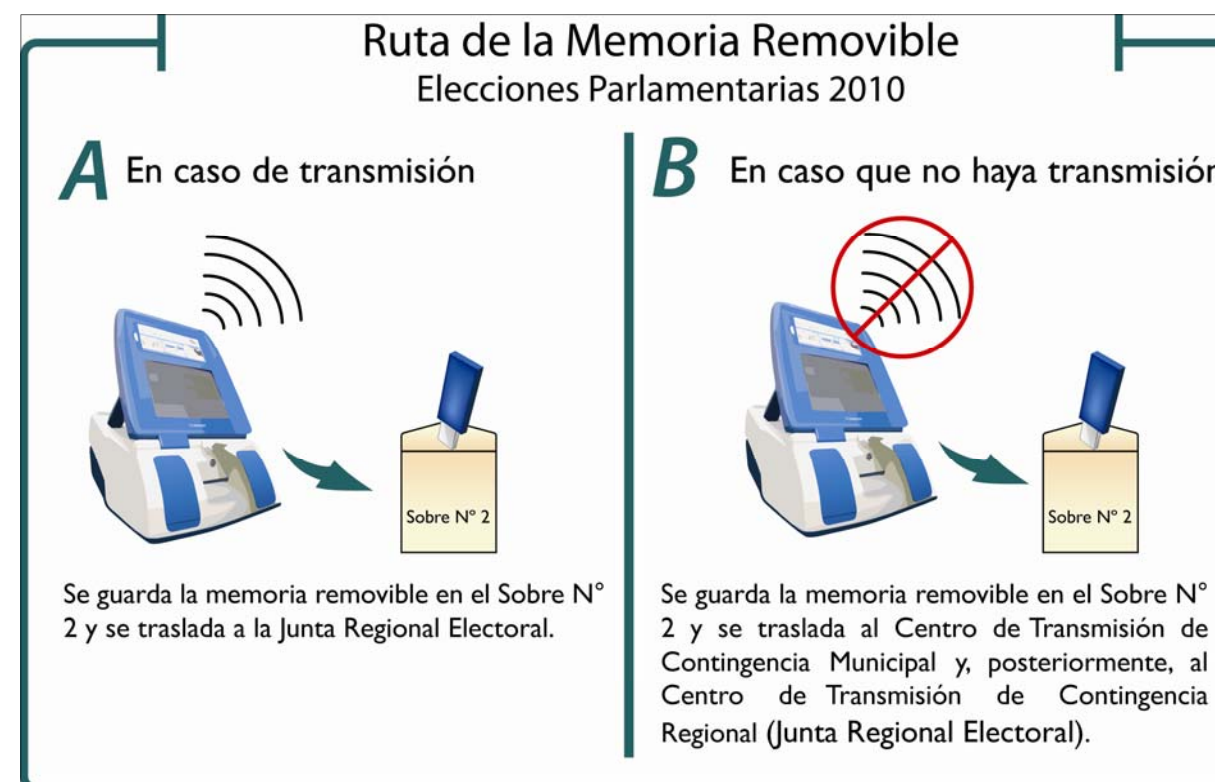 Ruta de la Memoria Removible
Elecciones Parlamentarias 2010
A En caso de transmisión
Sobre Nº 2
Se guarda la memoria removible en el Sobre N°
2 y se traslada a la Junta Regional Electoral.
B En caso que no haya transmisión
Sobre Nº 2
Se guarda la memoria removible en el Sobre N°
2 y se traslada al Centro de Transmisión de
Contingencia Municipal y, posteriormente, al
Centro de Transmisión de Contingencia
Regional (Junta Regional Electoral).